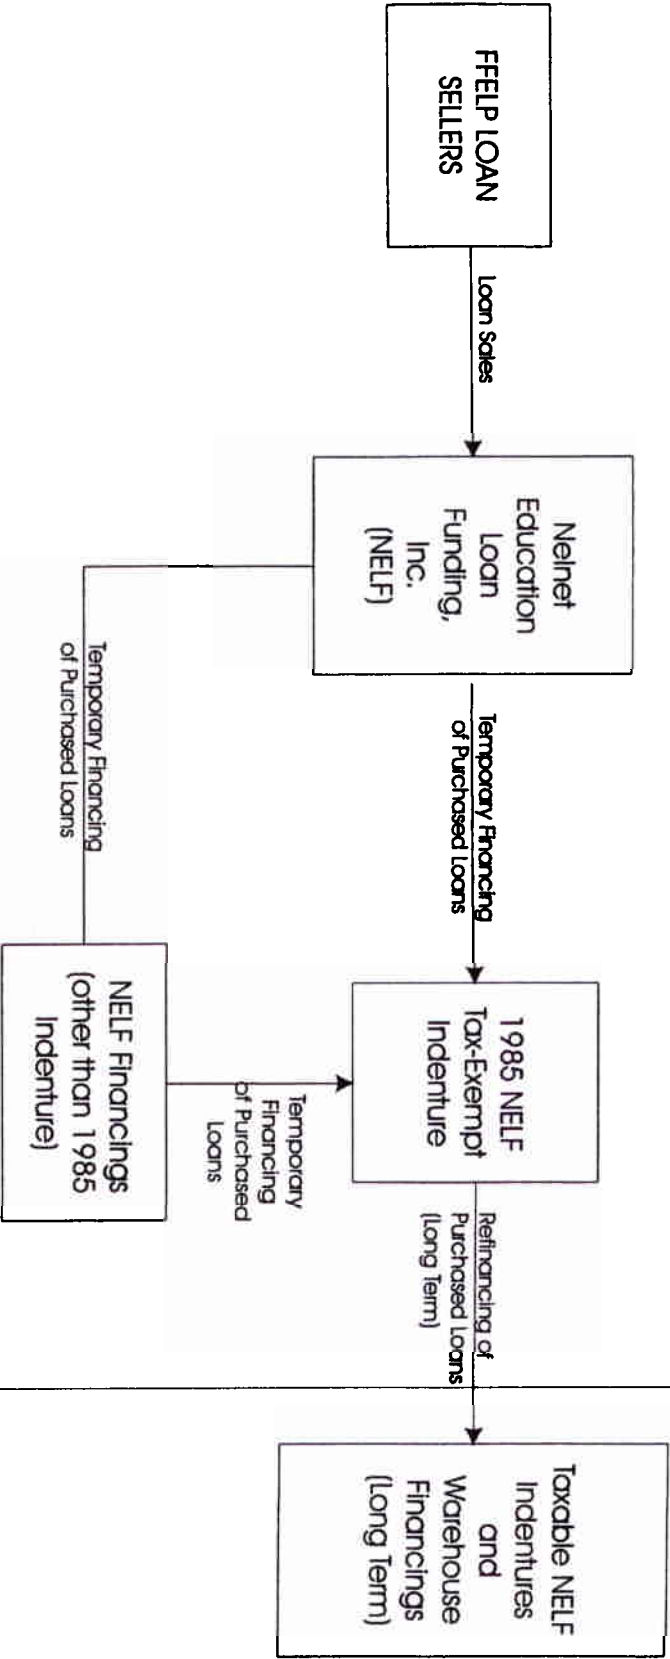 FFELP LOAN
SELLERS
Loan Sales
Nelnet
Education
Loan
Funding,
Inc.
(NELF)
Temporary Financing
of Purchased Loans
1985 NELF
Tax-Exempt
Indenture
Refinancing of
Purchased Loans
(Long Term)
Taxable NELF
Indentures
and
Warehouse
Financings
(Long Term)
Temporary Financing
of Purchased Loans
NELF Financings
(other than 1985
Indenture)
Temporary
Financing
of Purchased
Loans